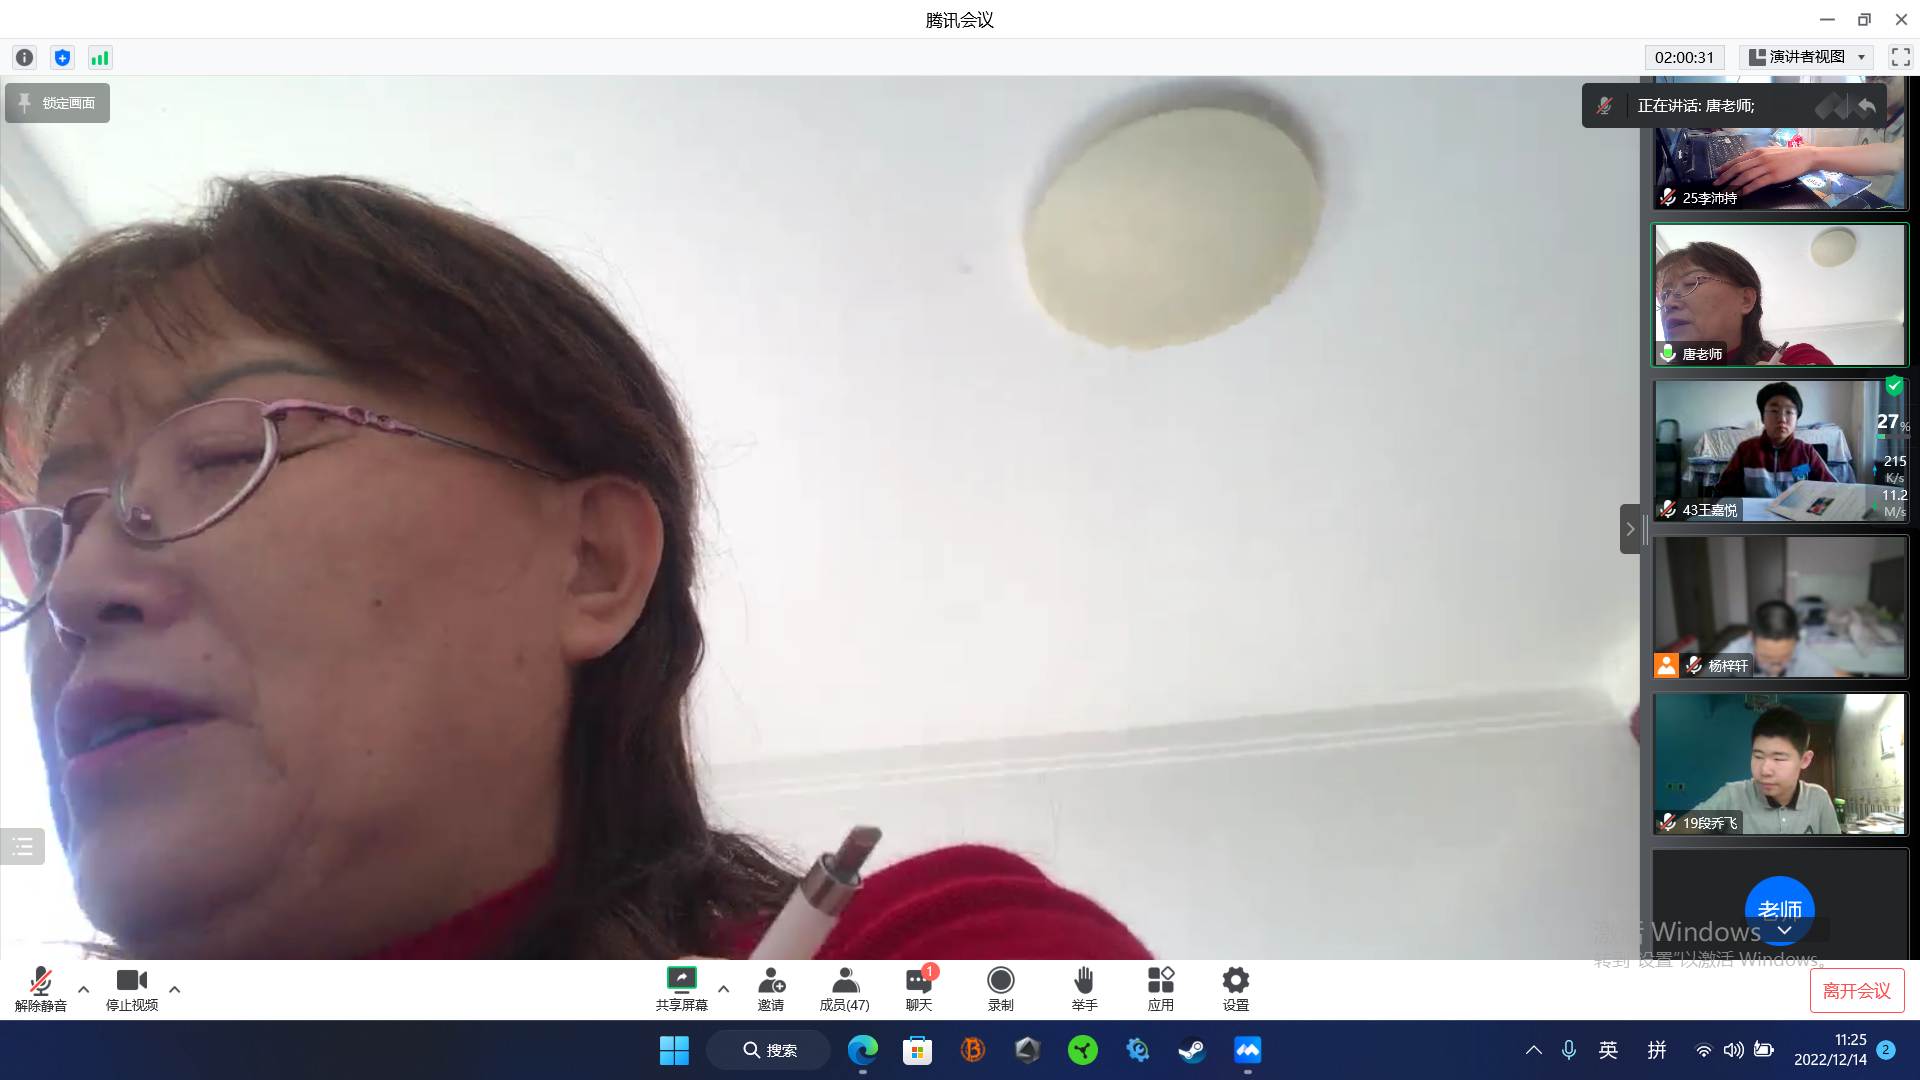 腾讯会议
02:00:31
演讲者视图
锁定画面
正在讲话: 唐老师;
25李沛持
唐老师
27%
215
K/s
11.2
M/s
43王嘉悦
杨梓轩
19段乔飞
老师
激活 Windows
转到"设置"以激活 Windows。
解除静音
停止视频
共享屏幕
邀请
成员(47)
1
聊天
录制
举手
应用
设置
离开会议
搜索
英
拼
11:25
2022/12/14
2